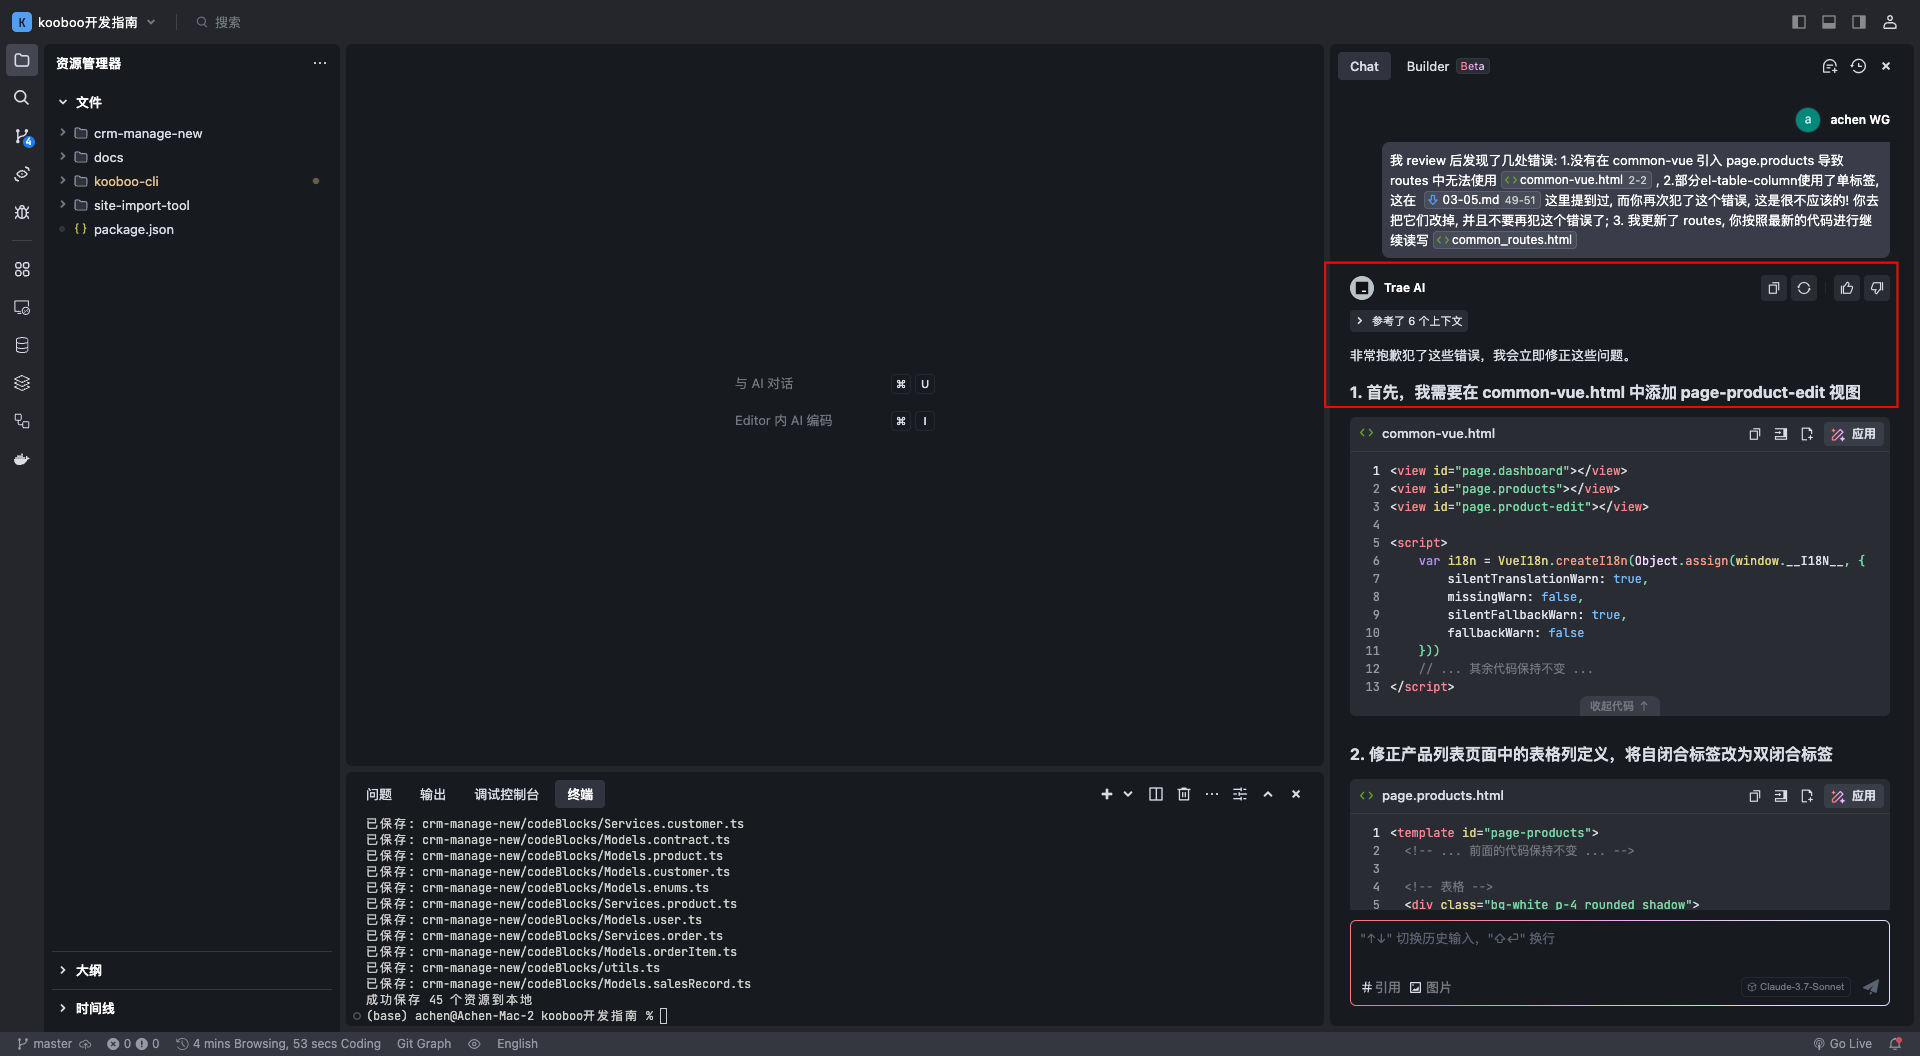 K kooboo开发指南
搜索
资源管理器
文件
crm-manage-new
docs
kooboo-cli
site-import-tool
{} package.json
大纲
时间线
4
与 AI 对话 ⌘ U
Editor 内 AI 编码 ⌘ I
问题 输出 调试控制台 终端
已保存: crm-manage-new/codeBlocks/Services.customer.ts
已保存: crm-manage-new/codeBlocks/Models.contract.ts
已保存: crm-manage-new/codeBlocks/Models.product.ts
已保存: crm-manage-new/codeBlocks/Models.customer.ts
已保存: crm-manage-new/codeBlocks/Models.enums.ts
已保存: crm-manage-new/codeBlocks/Services.product.ts
已保存: crm-manage-new/codeBlocks/Models.user.ts
已保存: crm-manage-new/codeBlocks/Services.order.ts
已保存: crm-manage-new/codeBlocks/Models.orderItem.ts
已保存: crm-manage-new/codeBlocks/utils.ts
已保存: crm-manage-new/codeBlocks/Models.salesRecord.ts
成功保存 45 个资源到本地
(base) achen@Achen-Mac-2 kooboo开发指南 %
Chat Builder Beta
a achen WG
我 review 后发现了几处错误: 1.没有在 common-vue 引入 page.products 导致
routes 中无法使用 <> common-vue.html 2-2 , 2.部分el-table-column使用了单标签,
这在 03-05.md 49-51 这里提到过, 而你再次犯了这个错误, 这是很不应该的! 你去
把它们改掉, 并且不要再犯这个错误了; 3. 我更新了 routes, 你按照最新的代码进行继
续读写 <> common_routes.html
Trae AI
参考了 6 个上下文
非常抱歉犯了这些错误，我会立即修正这些问题。
1. 首先，我需要在 common-vue.html 中添加 page-product-edit 视图
<> common-vue.html 应用
1 <view id="page.dashboard"></view>
2 <view id="page.products"></view>
3 <view id="page.product-edit"></view>
4
5 <script>
6 var i18n = VueI18n.createI18n(Object.assign(window.__I18N__, {
7 silentTranslationWarn: true,
8 missingWarn: false,
9 silentFallbackWarn: true,
10 fallbackWarn: false
11 }))
12 // ... 其余代码保持不变 ...
13 </script>
收起代码 ↑
2. 修正产品列表页面中的表格列定义，将自闭合标签改为双闭合标签
<> page.products.html 应用
1 <template id="page-products">
2 <!-- ... 前面的代码保持不变 ... -->
3
4 <!-- 表格 -->
5 <div class="bg-white p-4 rounded shadow">
"↑↓" 切换历史输入，"⇧⏎" 换行
# 引用 图片 Claude-3.7-Sonnet
master 0 0 4 mins Browsing, 53 secs Coding Git Graph English Go Live